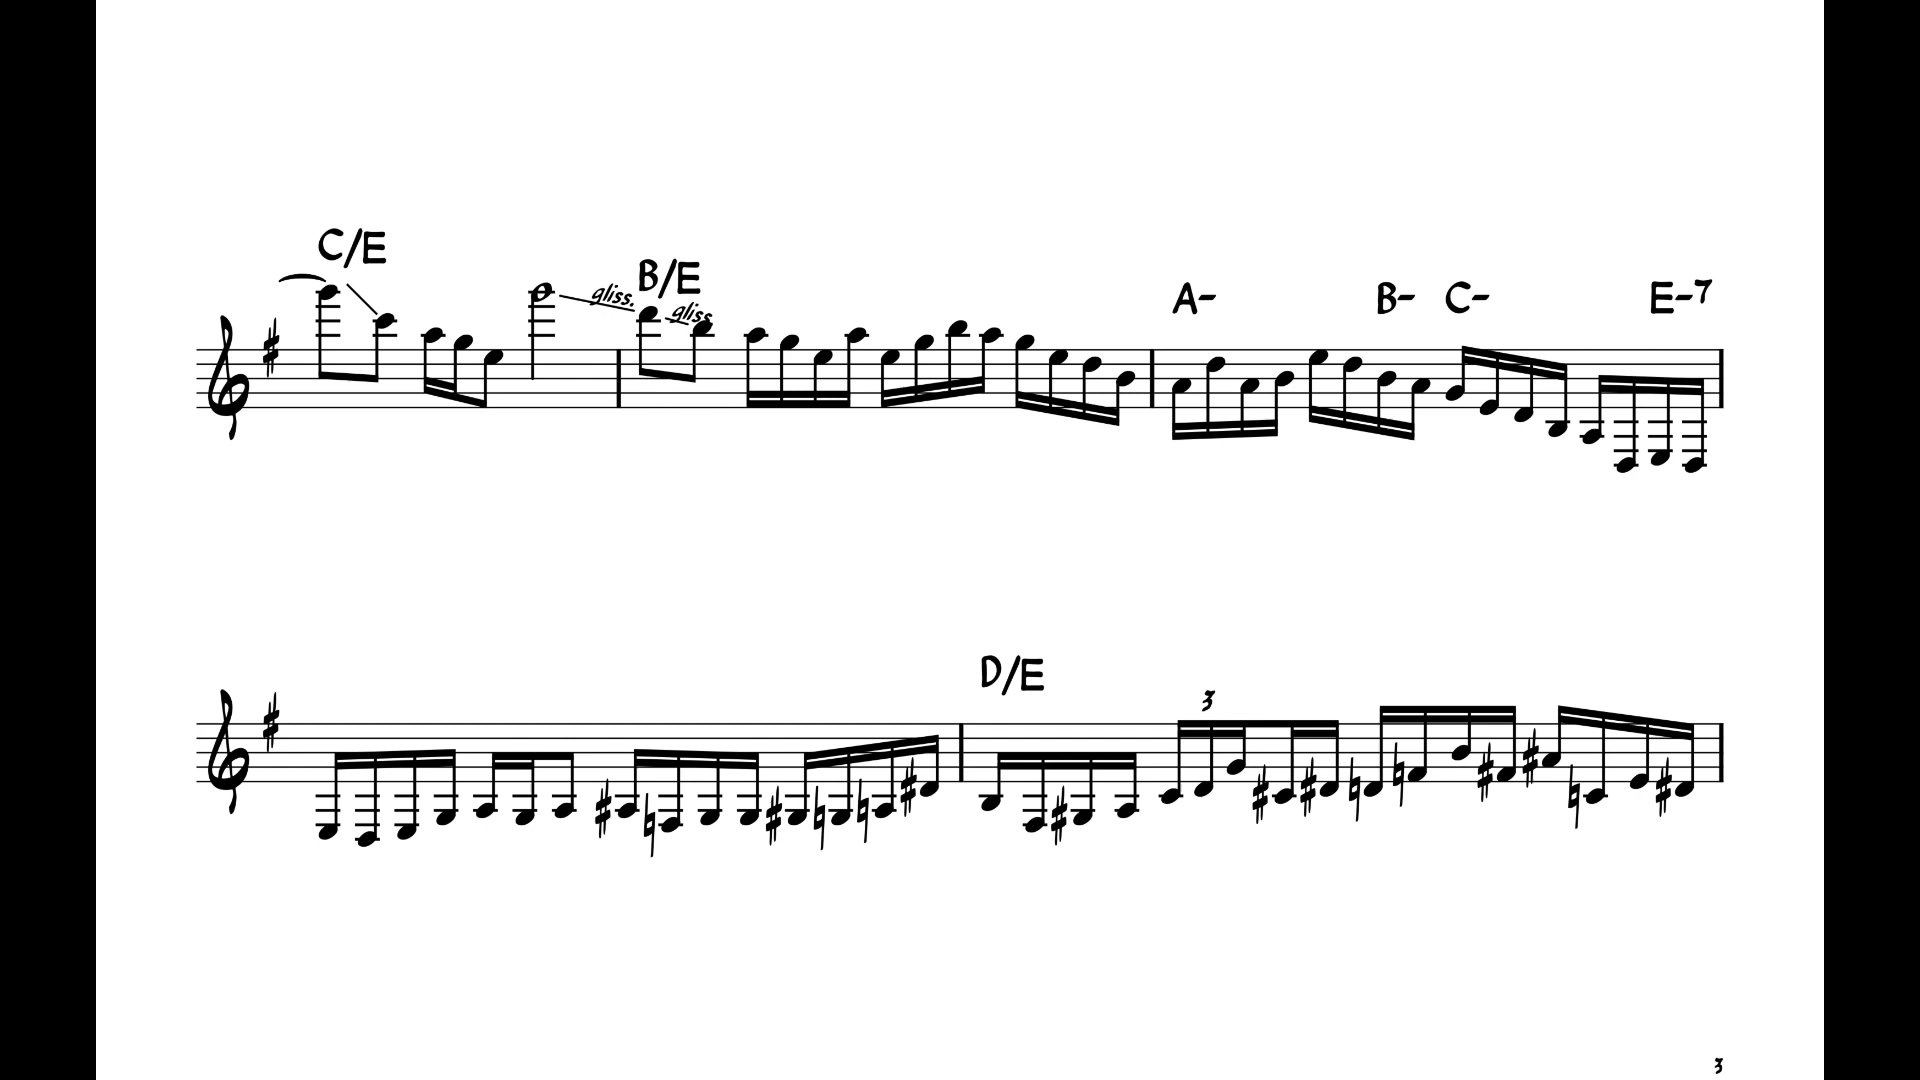 C/E
gliss. B/E gliss.
A- B- C- E-7
D/E
3
3